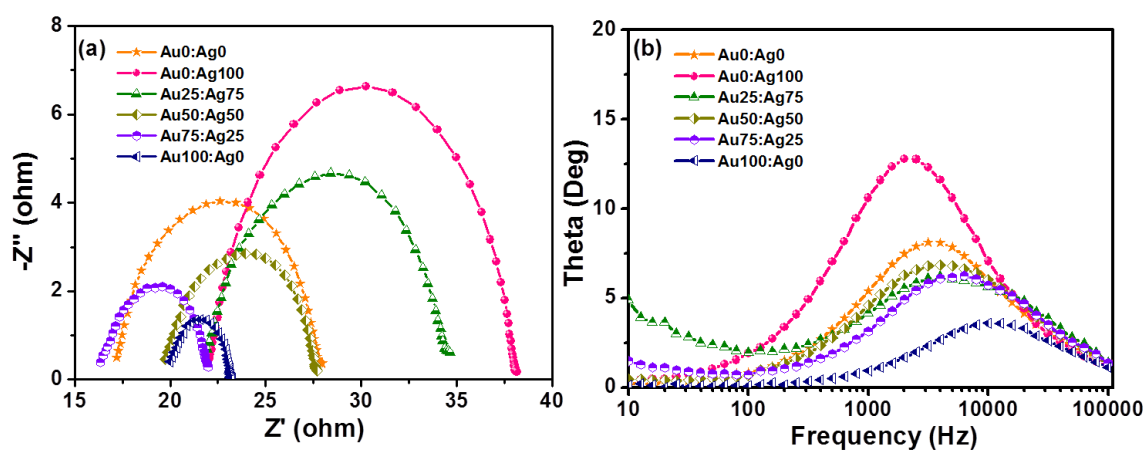 (a)
Au0:Ag0
Au0:Ag100
Au25:Ag75
Au50:Ag50
Au75:Ag25
Au100:Ag0
8
6
4
2
0
-Z'' (ohm)
15 20 25 30 35 40
Z' (ohm)
(b)
Au0:Ag0
Au0:Ag100
Au25:Ag75
Au50:Ag50
Au75:Ag25
Au100:Ag0
20
15
10
5
0
Theta (Deg)
10 100 1000 10000 100000
Frequency (Hz)